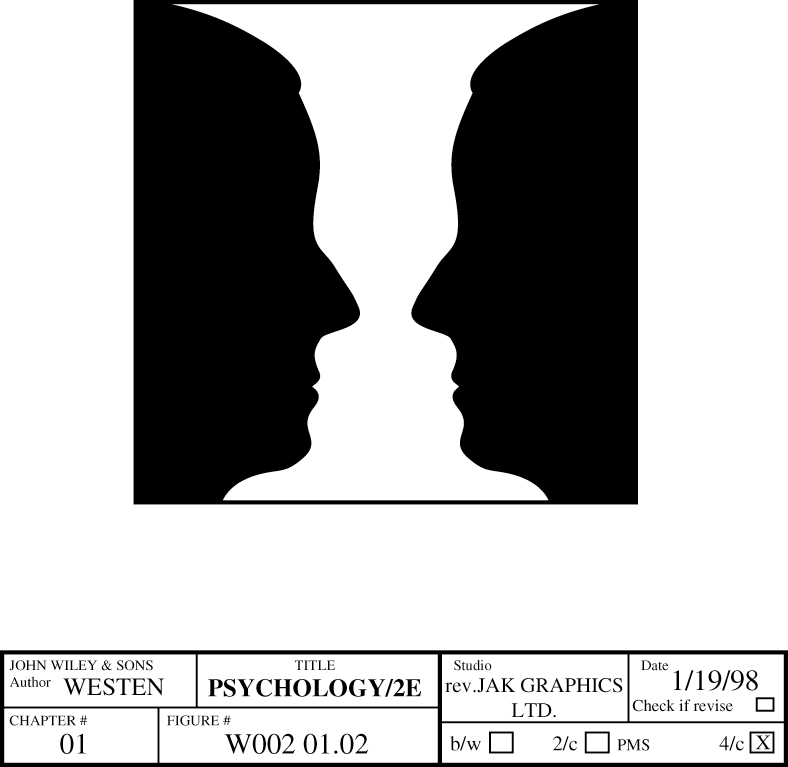 JOHN WILEY & SONS
Author WESTEN
TITLE
PSYCHOLOGY/2E
Studio
rev.JAK GRAPHICS
LTD.
Date 1/19/98
Check if revise
CHAPTER #
01
FIGURE #
W002 01.02
b/w 2/c PMS 4/c X